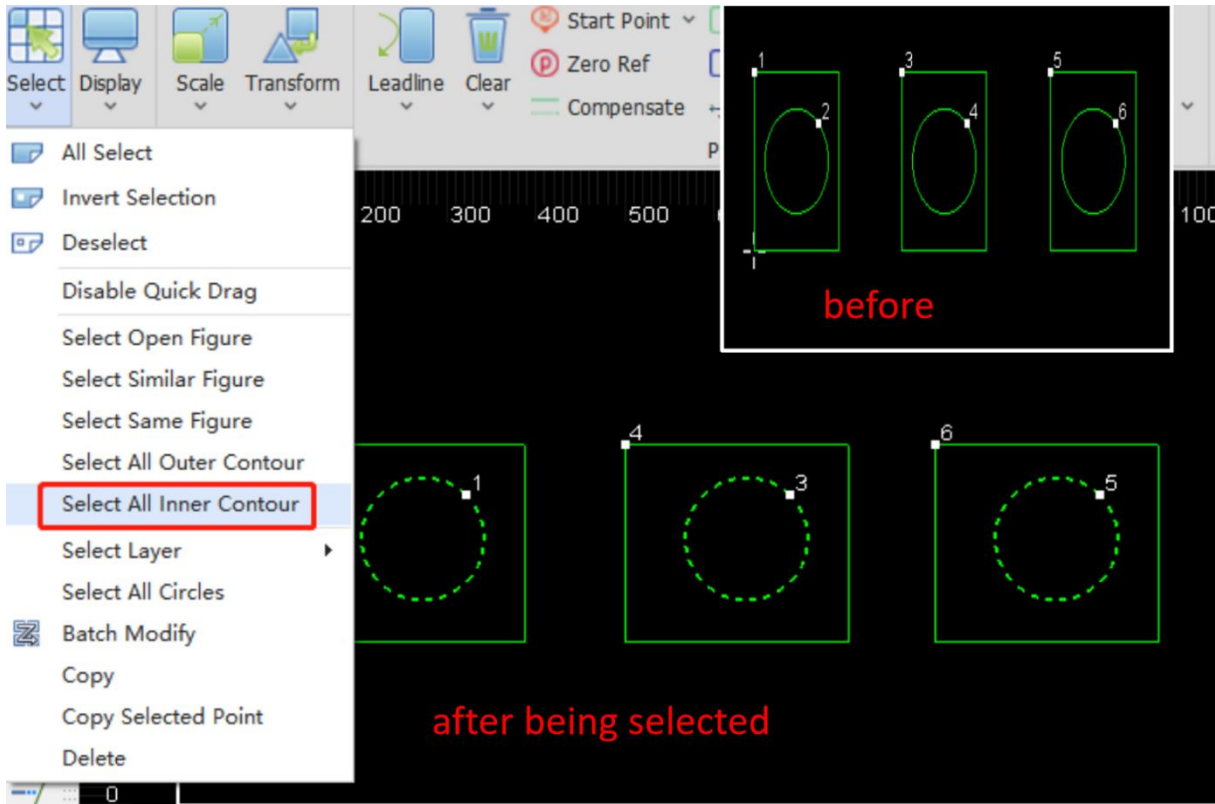 Start Point
Zero Ref
Compensate
Select
Display
Scale
Transform
Leadline
Clear
P
All Select
Invert Selection
Deselect
Disable Quick Drag
Select Open Figure
Select Similar Figure
Select Same Figure
Select All Outer Contour
Select All Inner Contour
Select Layer
Select All Circles
Batch Modify
Copy
Copy Selected Point
Delete
200 300 400 500
100
1 3 5
2 4 6
before
4 6
1 3 5
after being selected
0